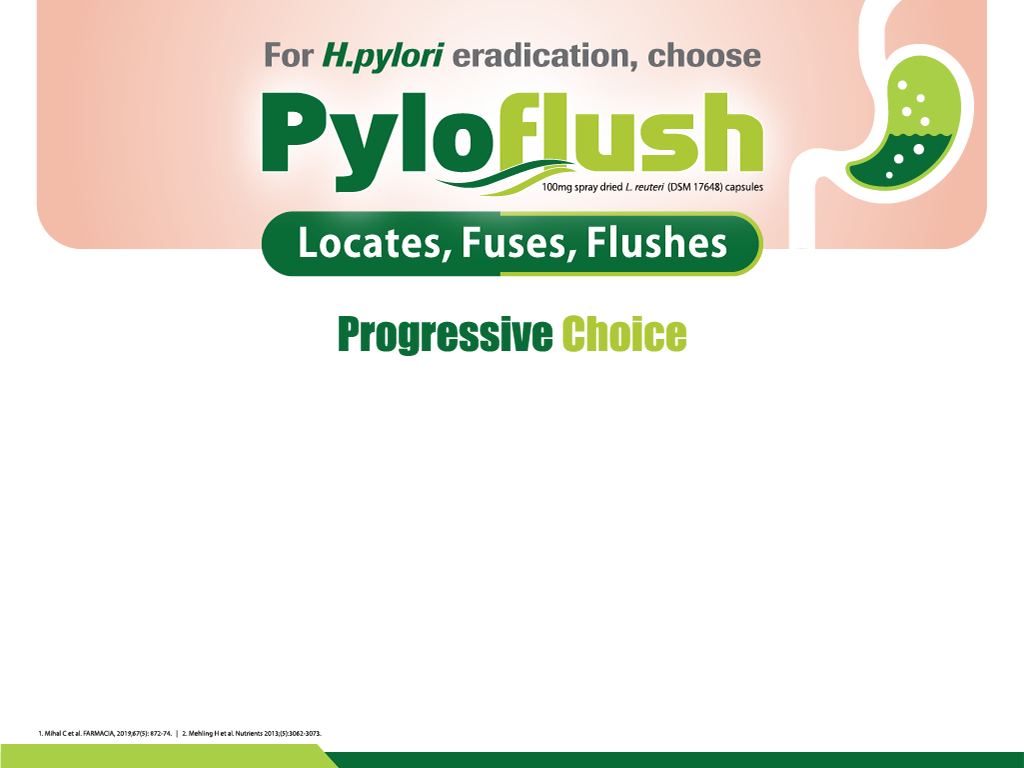 For H.pylori eradication, choose
Pyloflush
100mg spray dried L. reuteri (DSM 17648) capsules
Locates, Fuses, Flushes
Progressive Choice
1. Mihal C et al. FARMACIA, 2019;67(5): 872-74. | 2. Mehling H et al. Nutrients 2013;(5):3062-3073.